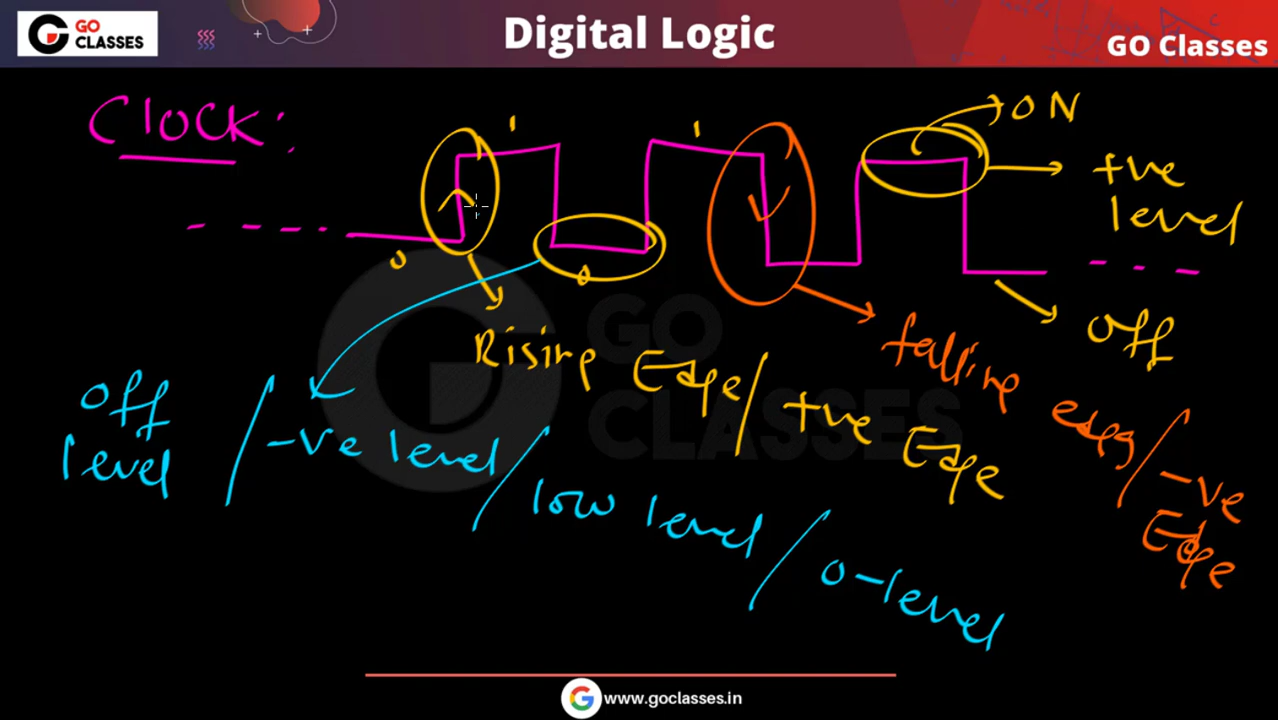 GO
CLASSES
Digital Logic
GO Classes
Clock:
1
1
0
0
ON
+ve
level
off
Rising Edge/+ve Edge
falling edge/-ve
Edge
off
level / -ve level / low level / 0-level
GO
CLASSES
www.goclasses.in